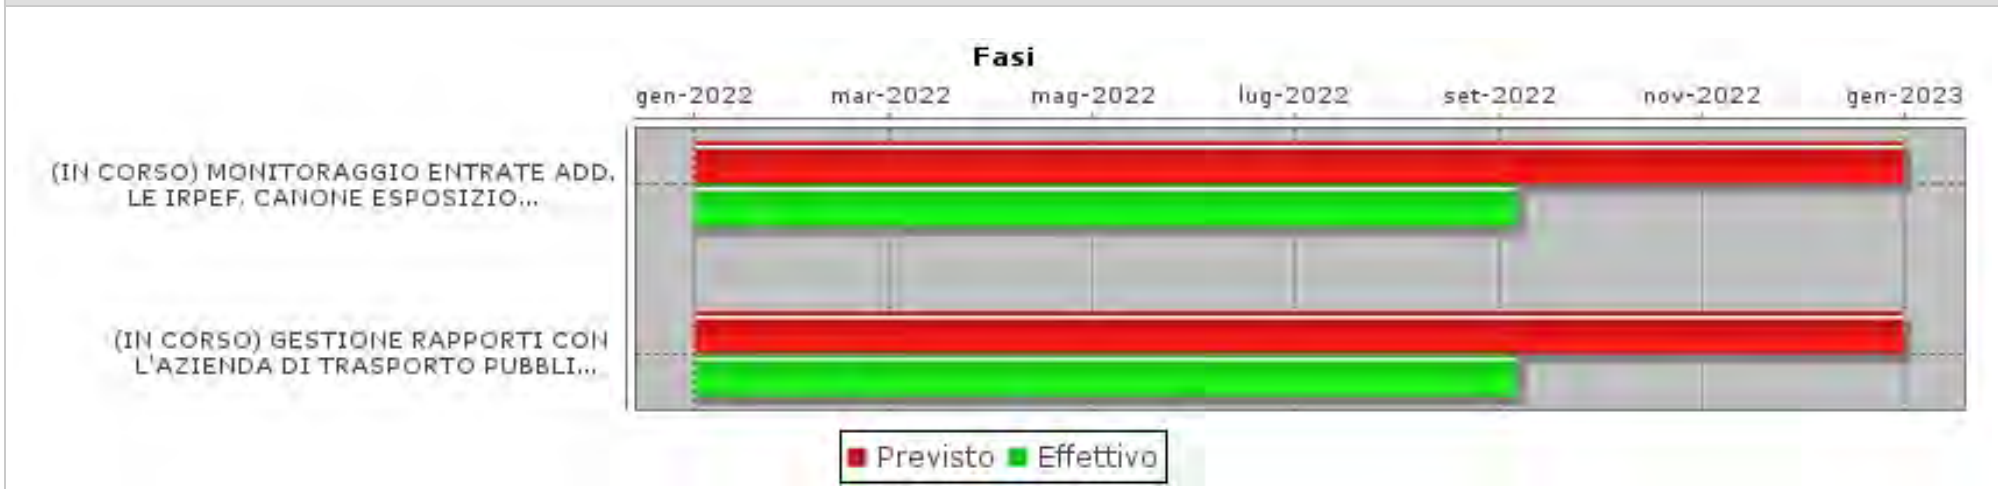 Fasi
gen-2022 mar-2022 mag-2022 lug-2022 set-2022 nov-2022 gen-2023
(IN CORSO) MONITORAGGIO ENTRATE ADD.
LE IRPEF, CANONE ESPOSIZIO...
(IN CORSO) GESTIONE RAPPORTI CON
L'AZIENDA DI TRASPORTO PUBBLI...
Previsto Effettivo